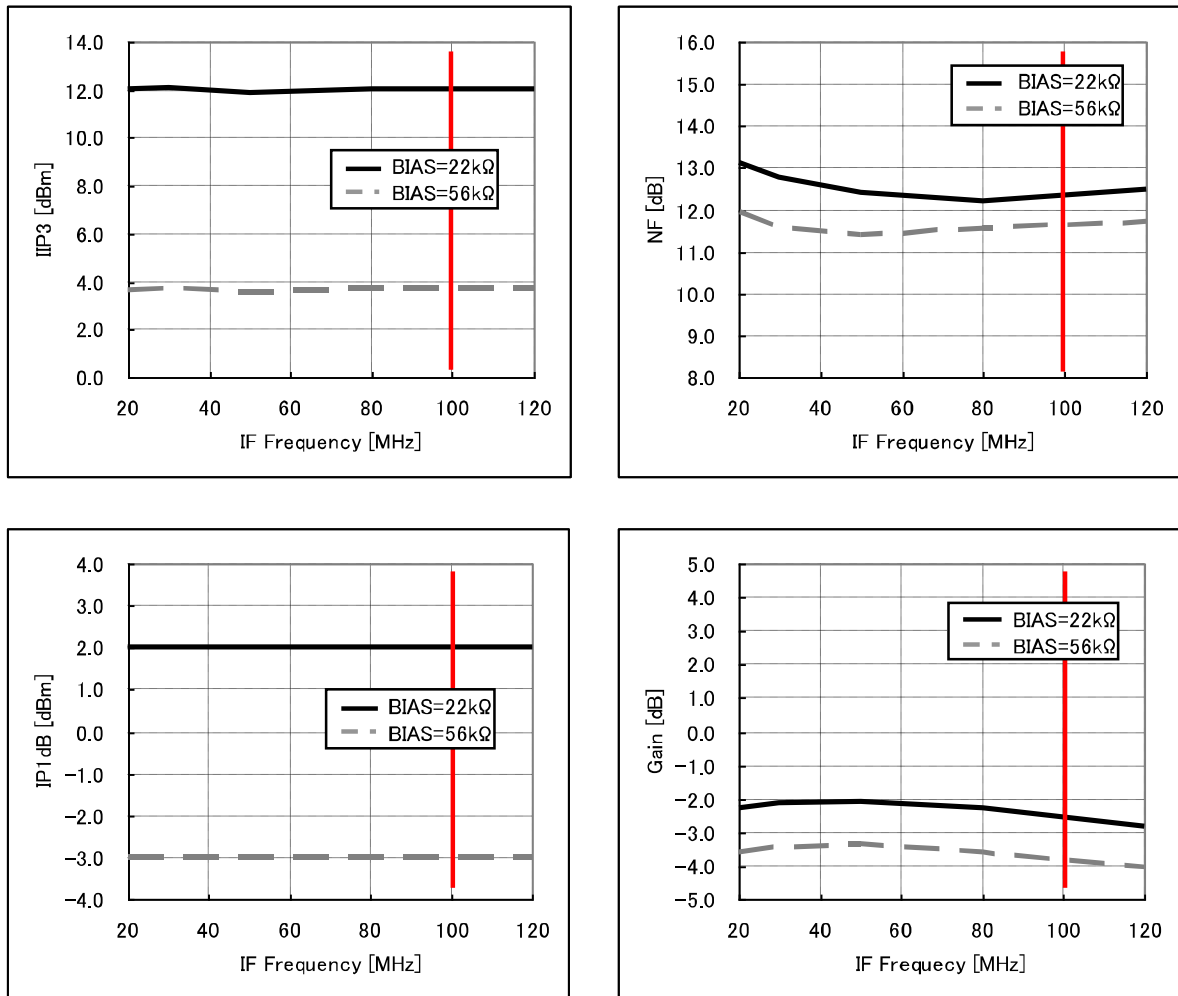 14.0
12.0
10.0
8.0
6.0
4.0
2.0
0.0
IIP3 [dBm]
BIAS=22kΩ
BIAS=56kΩ
20 40 60 80 100 120
IF Frequency [MHz]
16.0
15.0
14.0
13.0
12.0
11.0
10.0
9.0
8.0
NF [dB]
BIAS=22kΩ
BIAS=56kΩ
20 40 60 80 100 120
IF Frequency [MHz]
4.0
3.0
2.0
1.0
0.0
-1.0
-2.0
-3.0
-4.0
IP1dB [dBm]
BIAS=22kΩ
BIAS=56kΩ
20 40 60 80 100 120
IF Frequency [MHz]
5.0
4.0
3.0
2.0
1.0
0.0
-1.0
-2.0
-3.0
-4.0
-5.0
Gain [dB]
BIAS=22kΩ
BIAS=56kΩ
20 40 60 80 100 120
IF Frequecy [MHz]